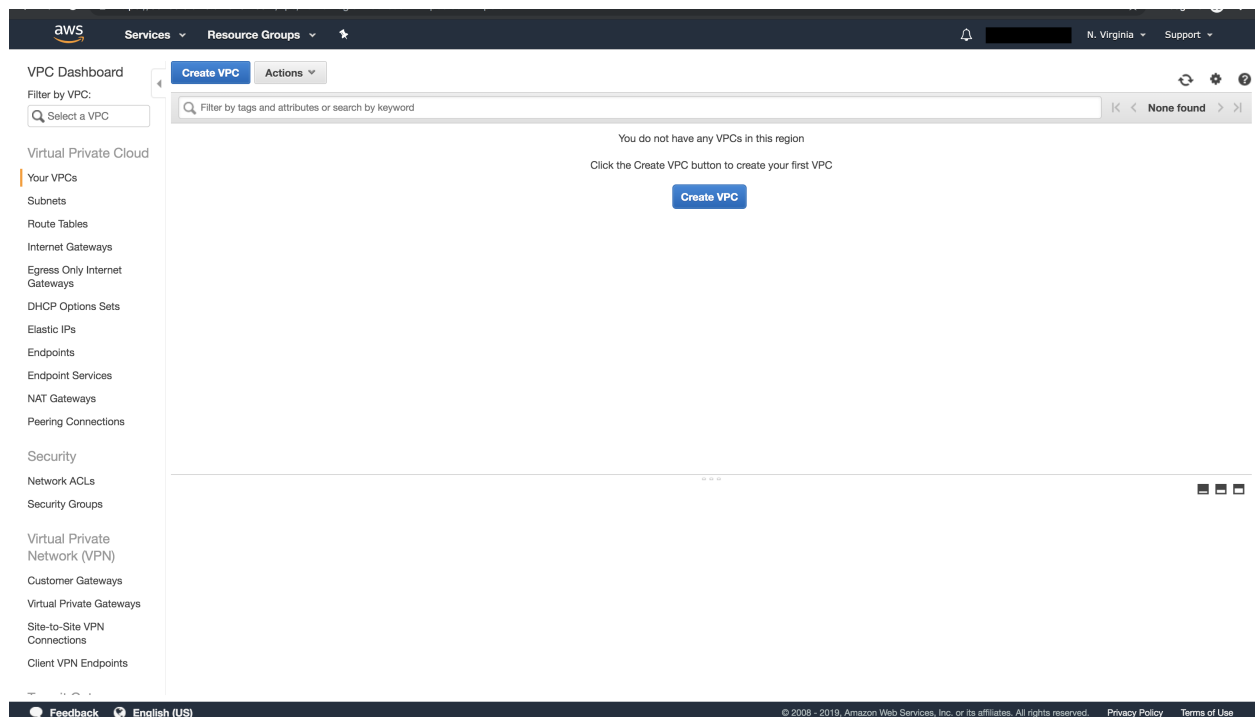 aws Services Resource Groups N. Virginia Support
VPC Dashboard
Filter by VPC:
Select a VPC
Virtual Private Cloud
Your VPCs
Subnets
Route Tables
Internet Gateways
Egress Only Internet
Gateways
DHCP Options Sets
Elastic IPs
Endpoints
Endpoint Services
NAT Gateways
Peering Connections
Security
Network ACLs
Security Groups
Virtual Private
Network (VPN)
Customer Gateways
Virtual Private Gateways
Site-to-Site VPN
Connections
Client VPN Endpoints
Create VPC Actions
Filter by tags and attributes or search by keyword
None found
You do not have any VPCs in this region
Click the Create VPC button to create your first VPC
Create VPC
Feedback English (US) © 2008 - 2019, Amazon Web Services, Inc. or its affiliates. All rights reserved. Privacy Policy Terms of Use